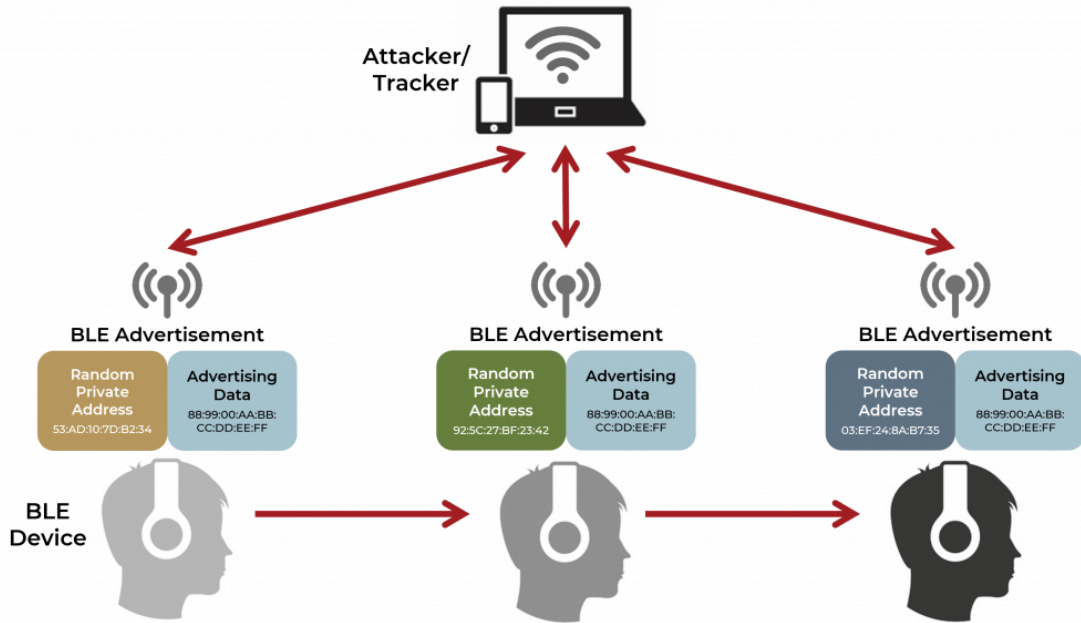 Attacker/
Tracker
BLE Advertisement
Random
Private
Address
53:AD:10:7D:B2:34
Advertising
Data
88:99:00:AA:BB:
CC:DD:EE:FF
BLE Advertisement
Random
Private
Address
92:5C:27:BF:23:42
Advertising
Data
88:99:00:AA:BB:
CC:DD:EE:FF
BLE Advertisement
Random
Private
Address
03:EF:24:8A:B7:35
Advertising
Data
88:99:00:AA:BB:
CC:DD:EE:FF
BLE
Device